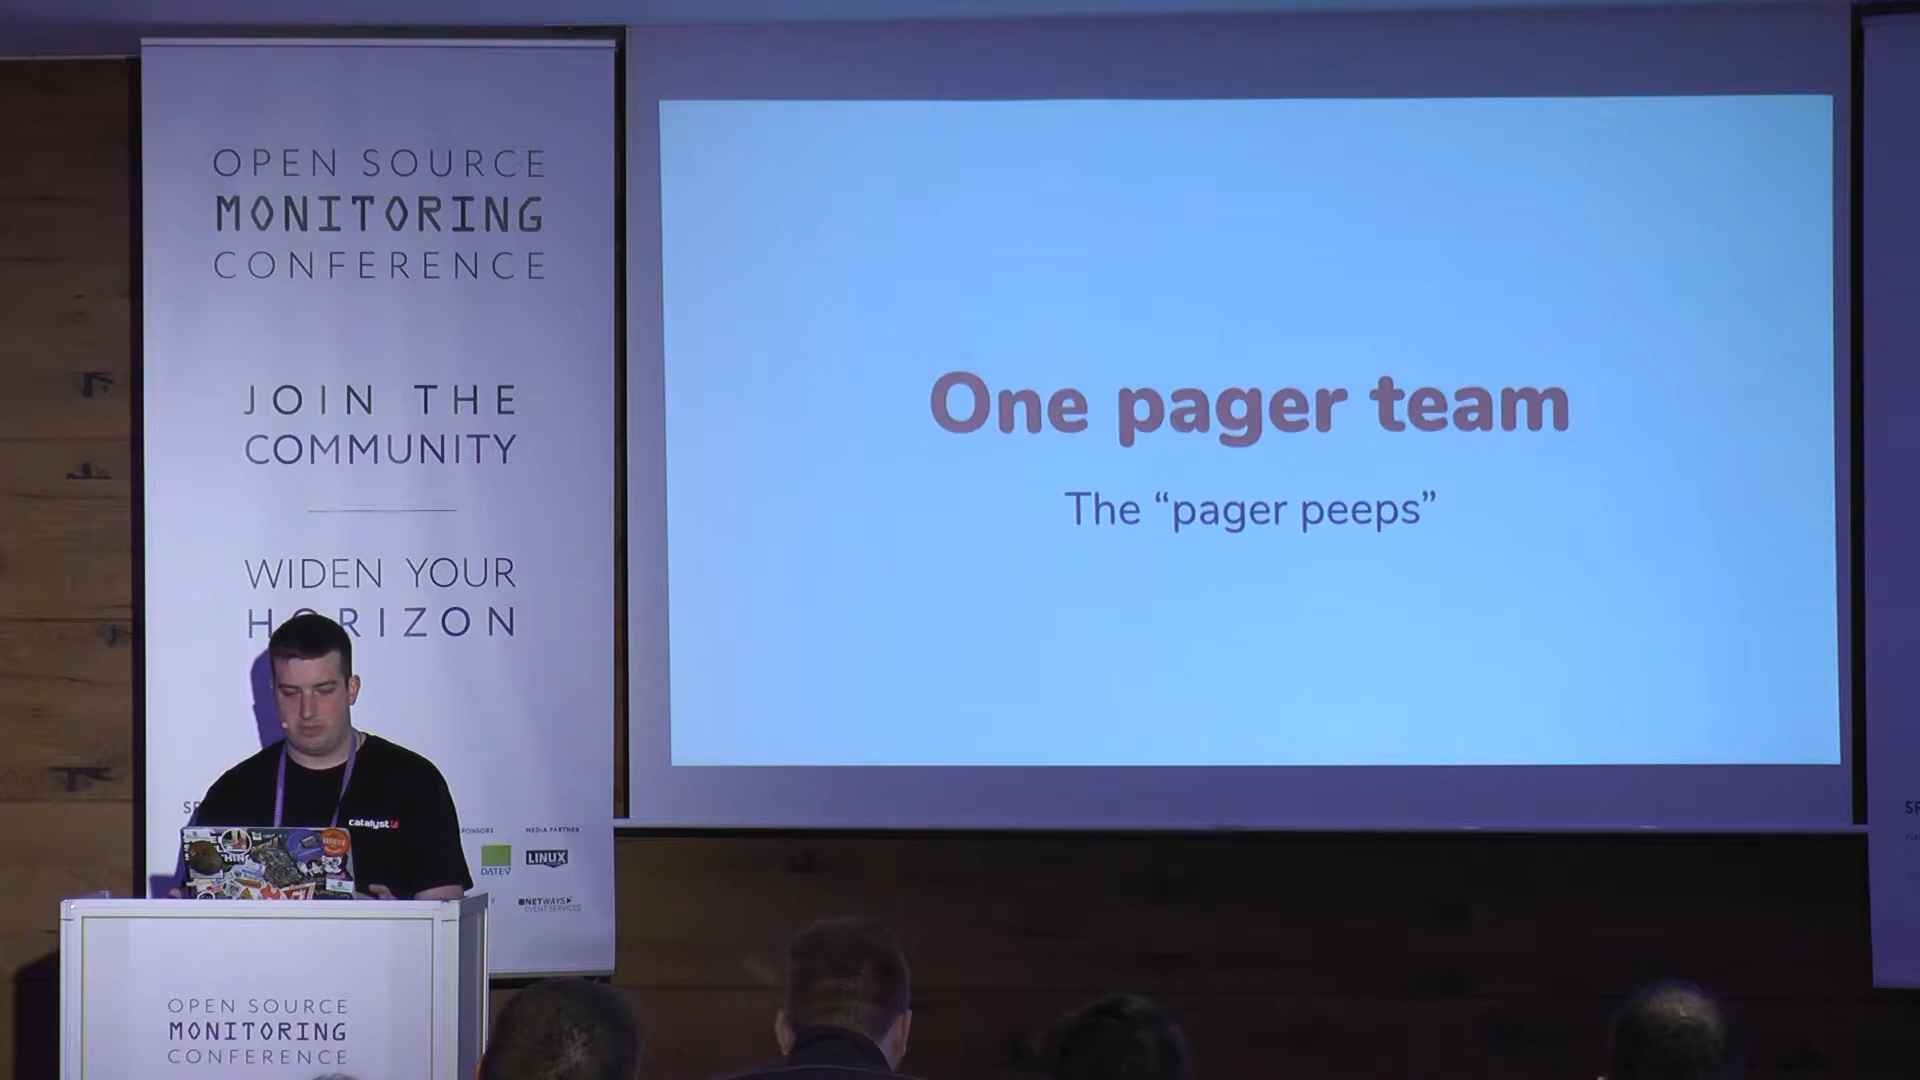 OPEN SOURCE
MONITORING
CONFERENCE
JOIN THE
COMMUNITY
WIDEN YOUR
HORIZON
One pager team
The “pager peeps”
catalyst
MEDIA PARTNER
DATEV
LINUX
NETWAYS
EVENT SERVICES
OPEN SOURCE
MONITORING
CONFERENCE